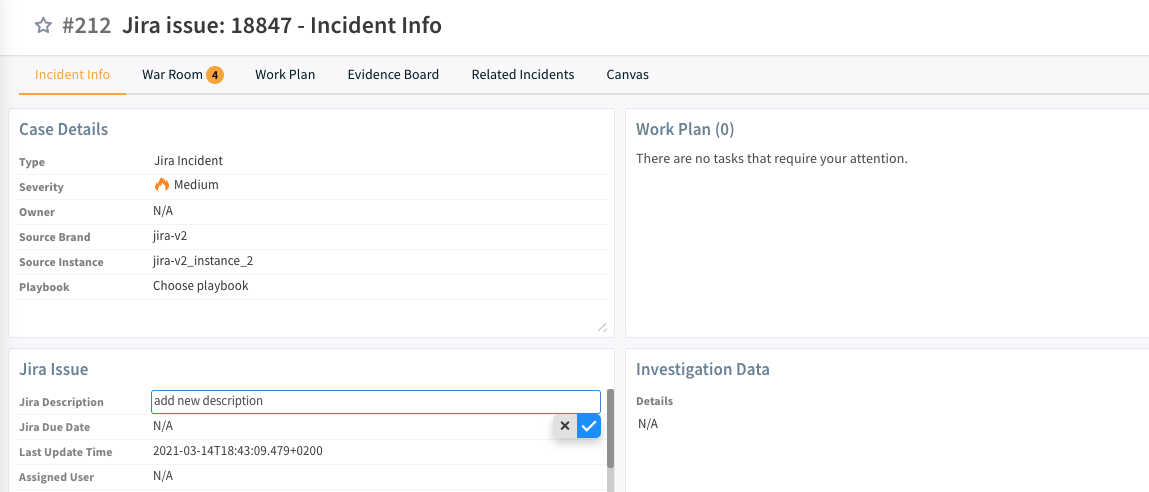 #212 Jira issue: 18847 - Incident Info
Incident Info War Room 4 Work Plan Evidence Board Related Incidents Canvas
Case Details
Type Jira Incident
Severity Medium
Owner N/A
Source Brand jira-v2
Source Instance jira-v2_instance_2
Playbook Choose playbook
Work Plan (0)
There are no tasks that require your attention.
Jira Issue
Jira Description add new description
Jira Due Date N/A
Last Update Time 2021-03-14T18:43:09.479+0200
Assigned User N/A
Investigation Data
Details
N/A